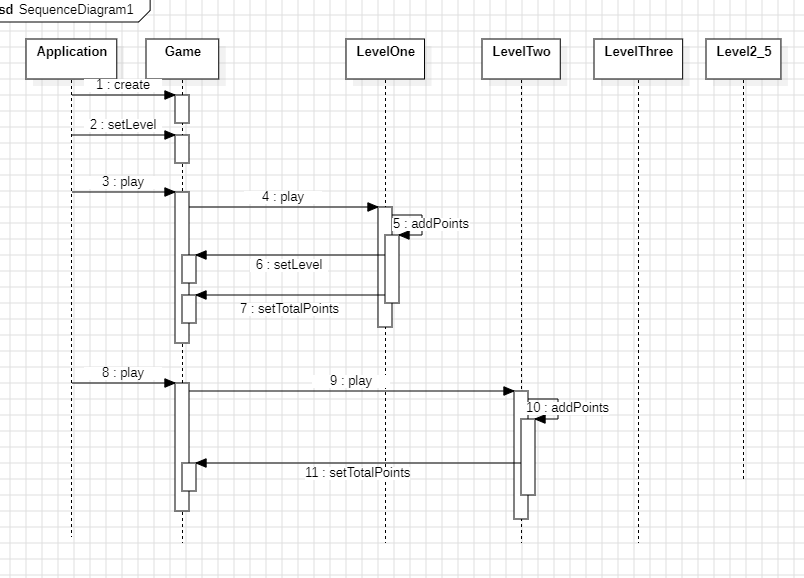 sd SequenceDiagram1
Application
Game
LevelOne
LevelTwo
LevelThree
Level2_5
1 : create
2 : setLevel
3 : play
4 : play
5 : addPoints
6 : setLevel
7 : setTotalPoints
8 : play
9 : play
10 : addPoints
11 : setTotalPoints